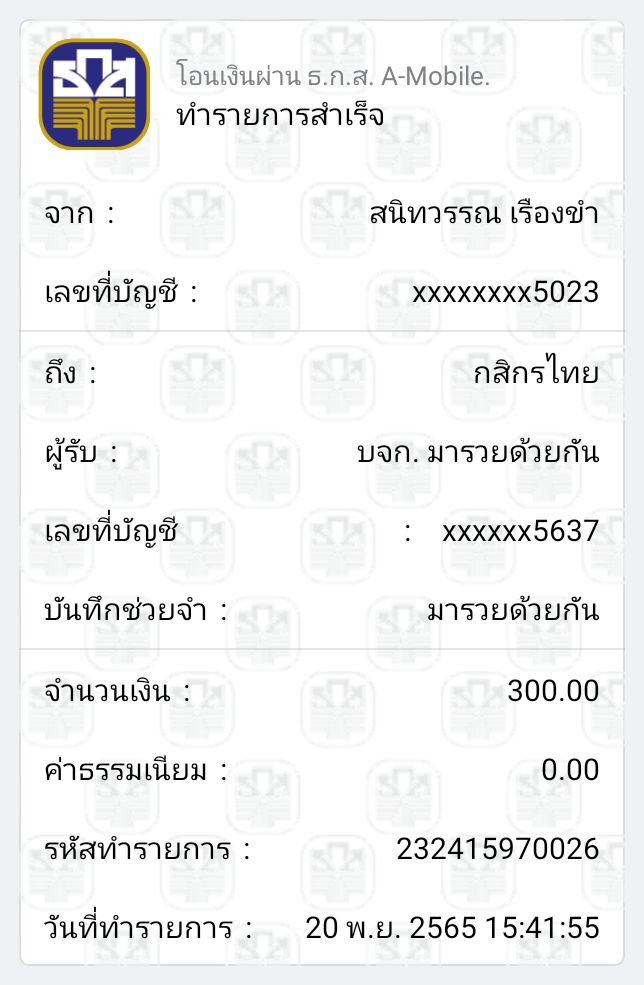 โอนเงินผ่าน ธ.ก.ส. A-Mobile.
ทำรายการสำเร็จ
จาก : สนิทวรรณ เรืองขำ
เลขที่บัญชี : xxxxxxxx5023
ถึง : กสิกรไทย
ผู้รับ : บจก. มารวยด้วยกัน
เลขที่บัญชี : xxxxxx5637
บันทึกช่วยจำ : มารวยด้วยกัน
จำนวนเงิน : 300.00
ค่าธรรมเนียม : 0.00
รหัสทำรายการ : 232415970026
วันที่ทำรายการ : 20 พ.ย. 2565 15:41:55